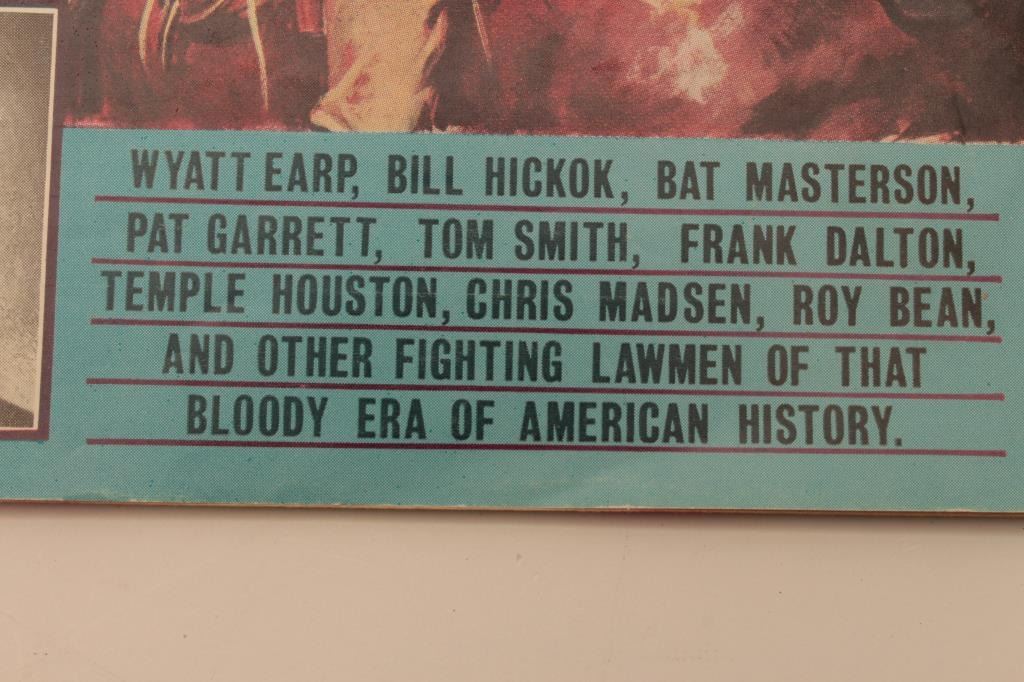 WYATT EARP, BILL HICKOK, BAT MASTERSON,
PAT GARRETT, TOM SMITH, FRANK DALTON,
TEMPLE HOUSTON, CHRIS MADSEN, ROY BEAN,
AND OTHER FIGHTING LAWMEN OF THAT
BLOODY ERA OF AMERICAN HISTORY.